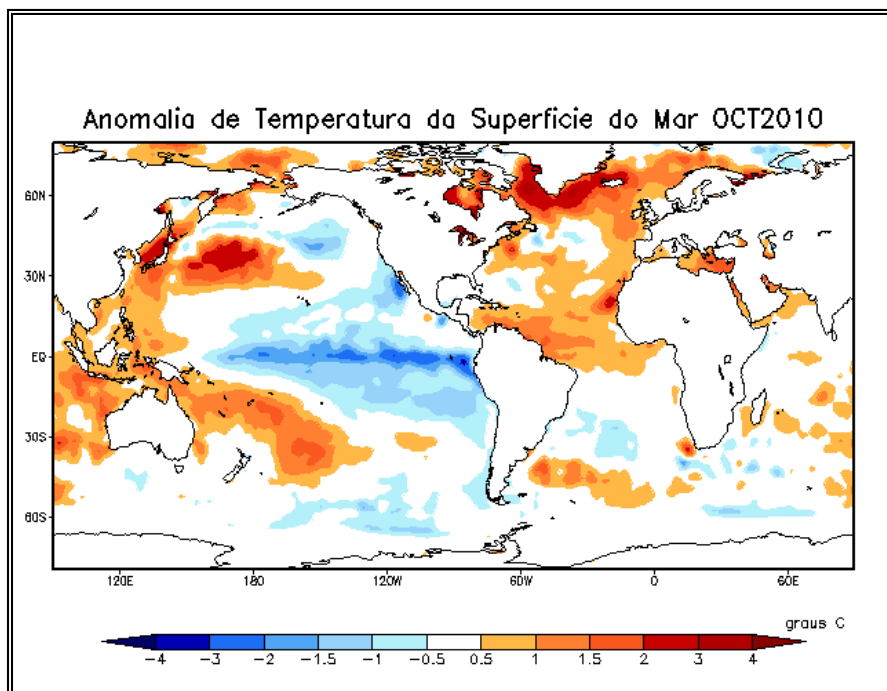 Anomalia de Temperatura da Superficie do Mar OCT2010
60N
30N
EQ
30S
60S
120E 180 120W 60W 0 60E
graus C
-4 -3 -2 -1.5 -1 -0.5 0.5 1 1.5 2 3 4